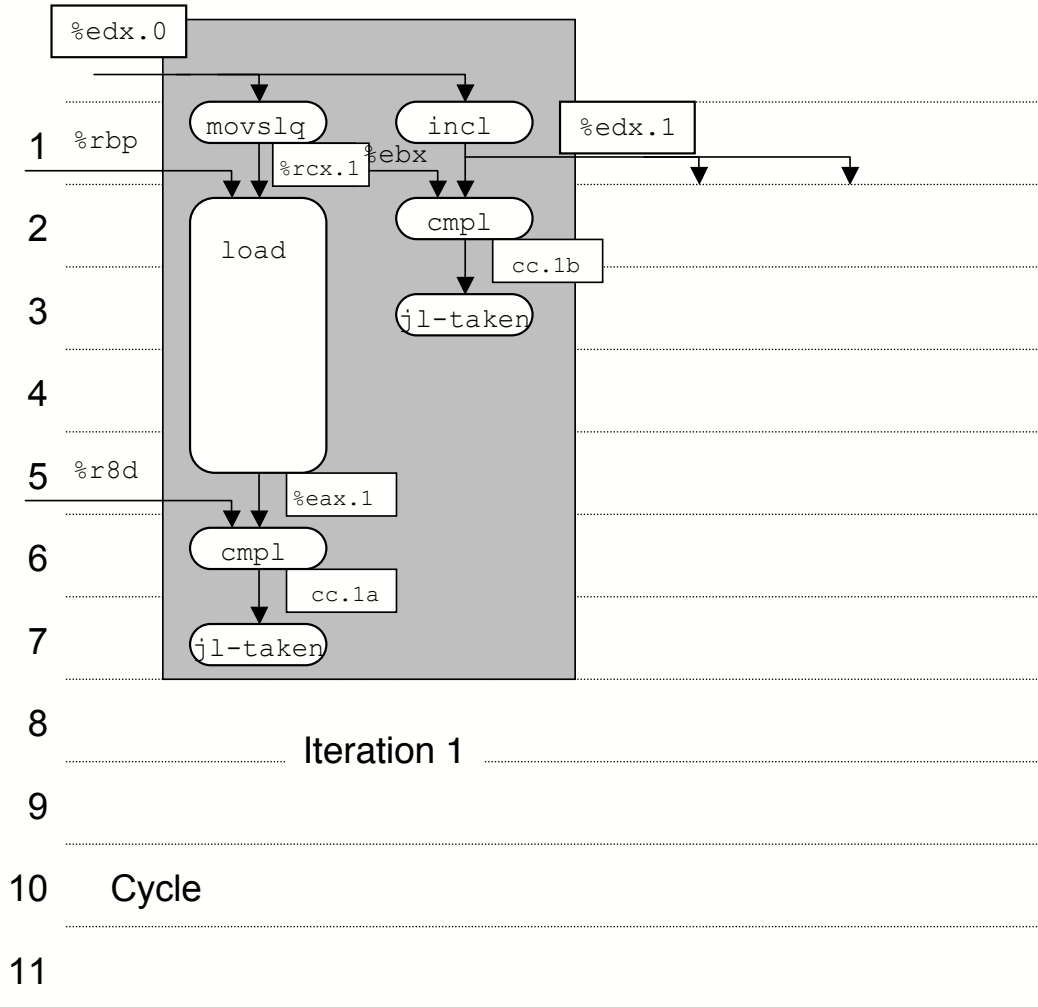 %edx.0
movslq
incl
%edx.1
1
%rbp
%rcx.1
%ebx
2
load
cmpl
cc.1b
3
jl-taken
4
5
%r8d
%eax.1
6
cmpl
cc.1a
7
jl-taken
8
Iteration 1
9
10
Cycle
11